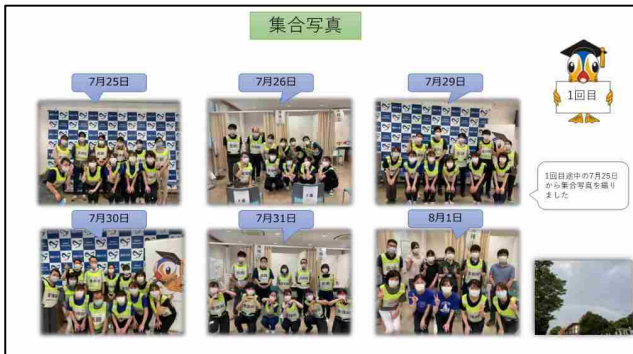 集合写真
1回目
7月25日
7月26日
7月29日
1回目途中の7月25日
から集合写真を撮り
ました
7月30日
7月31日
8月1日